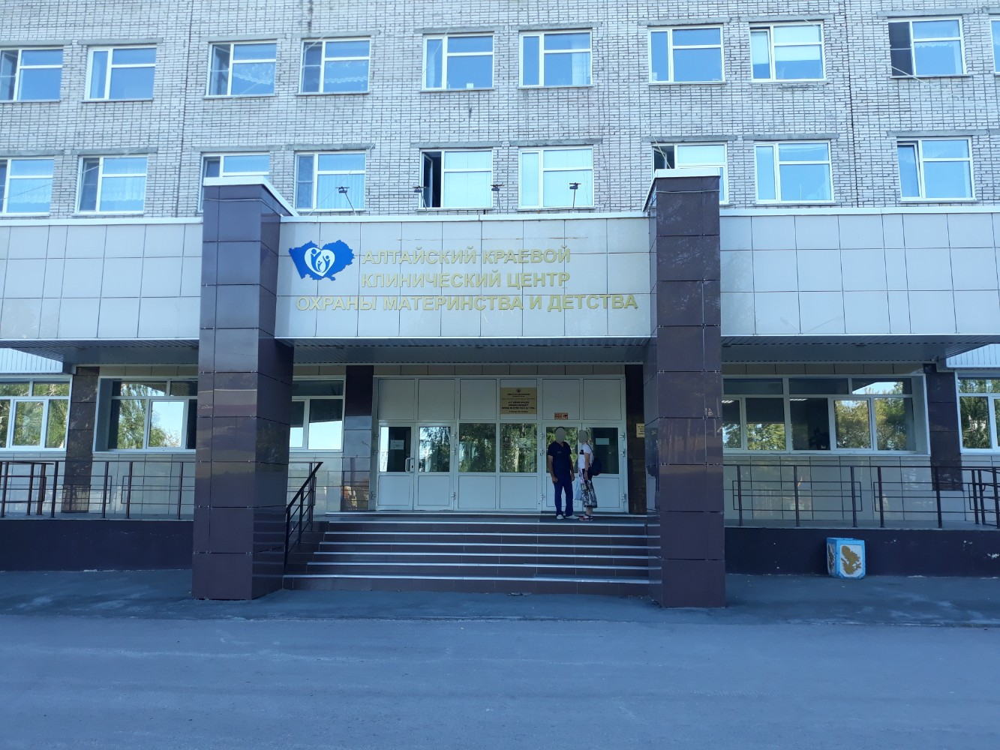 АЛТАЙСКИЙ КРАЕВОЙ
КЛИНИЧЕСКИЙ ЦЕНТР
ОХРАНЫ МАТЕРИНСТВА И ДЕТСТВА